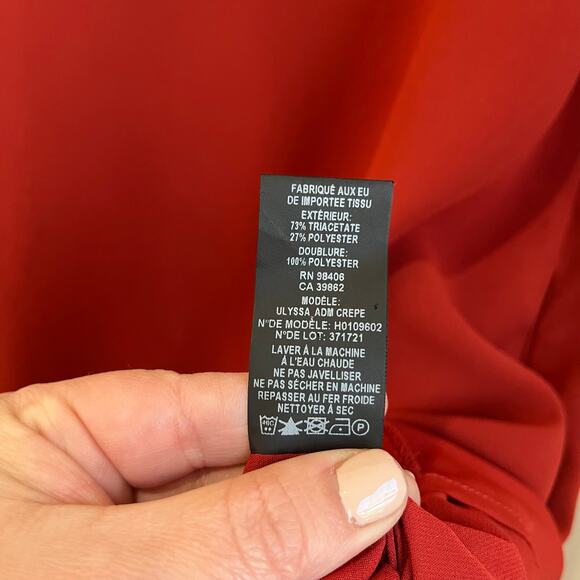 FABRIQUÉ AUX EU
DE IMPORTEE TISSU
EXTÉRIEUR:
73% TRIACETATE
27% POLYESTER
DOUBLURE:
100% POLYESTER
RN 98406
CA 39862
MODÈLE:
ULYSSA_ADM CREPE
N°DE MODÈLE: H0109602
N°DE LOT: 371721
LAVER À LA MACHINE
À L'EAU CHAUDE
NE PAS JAVELLISER
NE PAS SÉCHER EN MACHINE
REPASSER AU FER FROIDE
NETTOYER À SEC